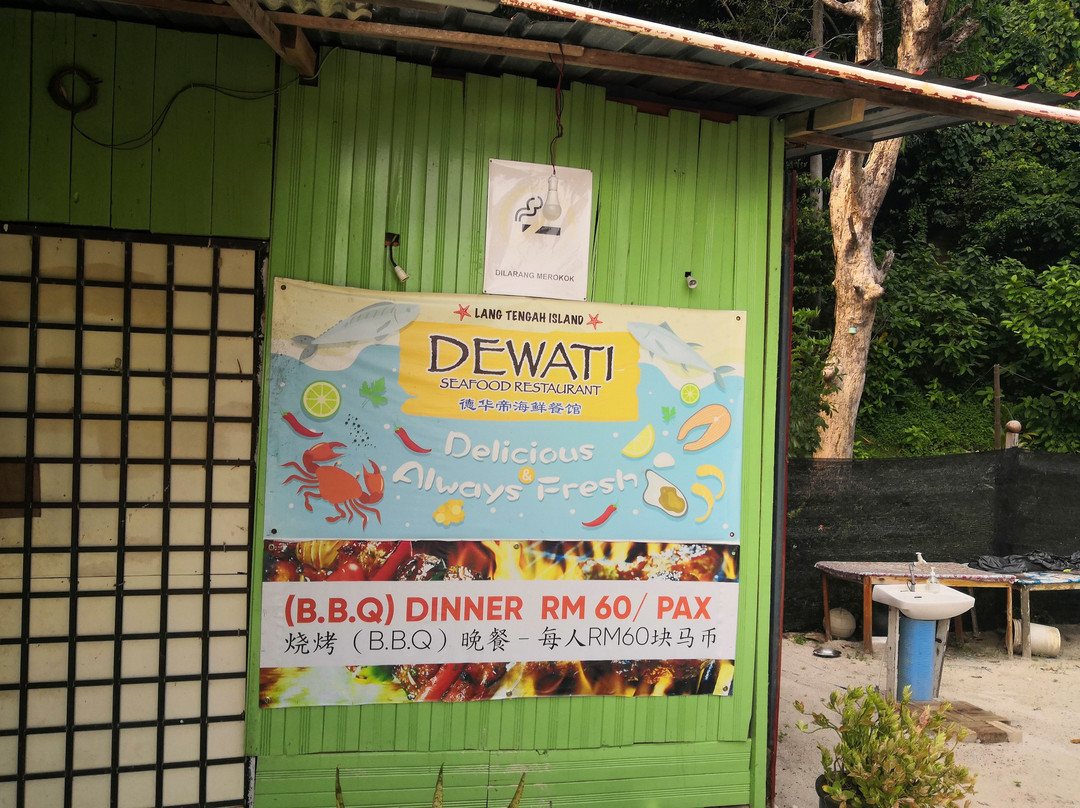 DILARANG MEROKOK
LANG TENGAH ISLAND
DEWATI
SEAFOOD RESTAURANT
德华帝海鲜餐馆
Delicious
&
Always Fresh
(B.B.Q) DINNER RM 60/ PAX
烧烤（B.B.Q）晚餐 - 每人RM60块马币